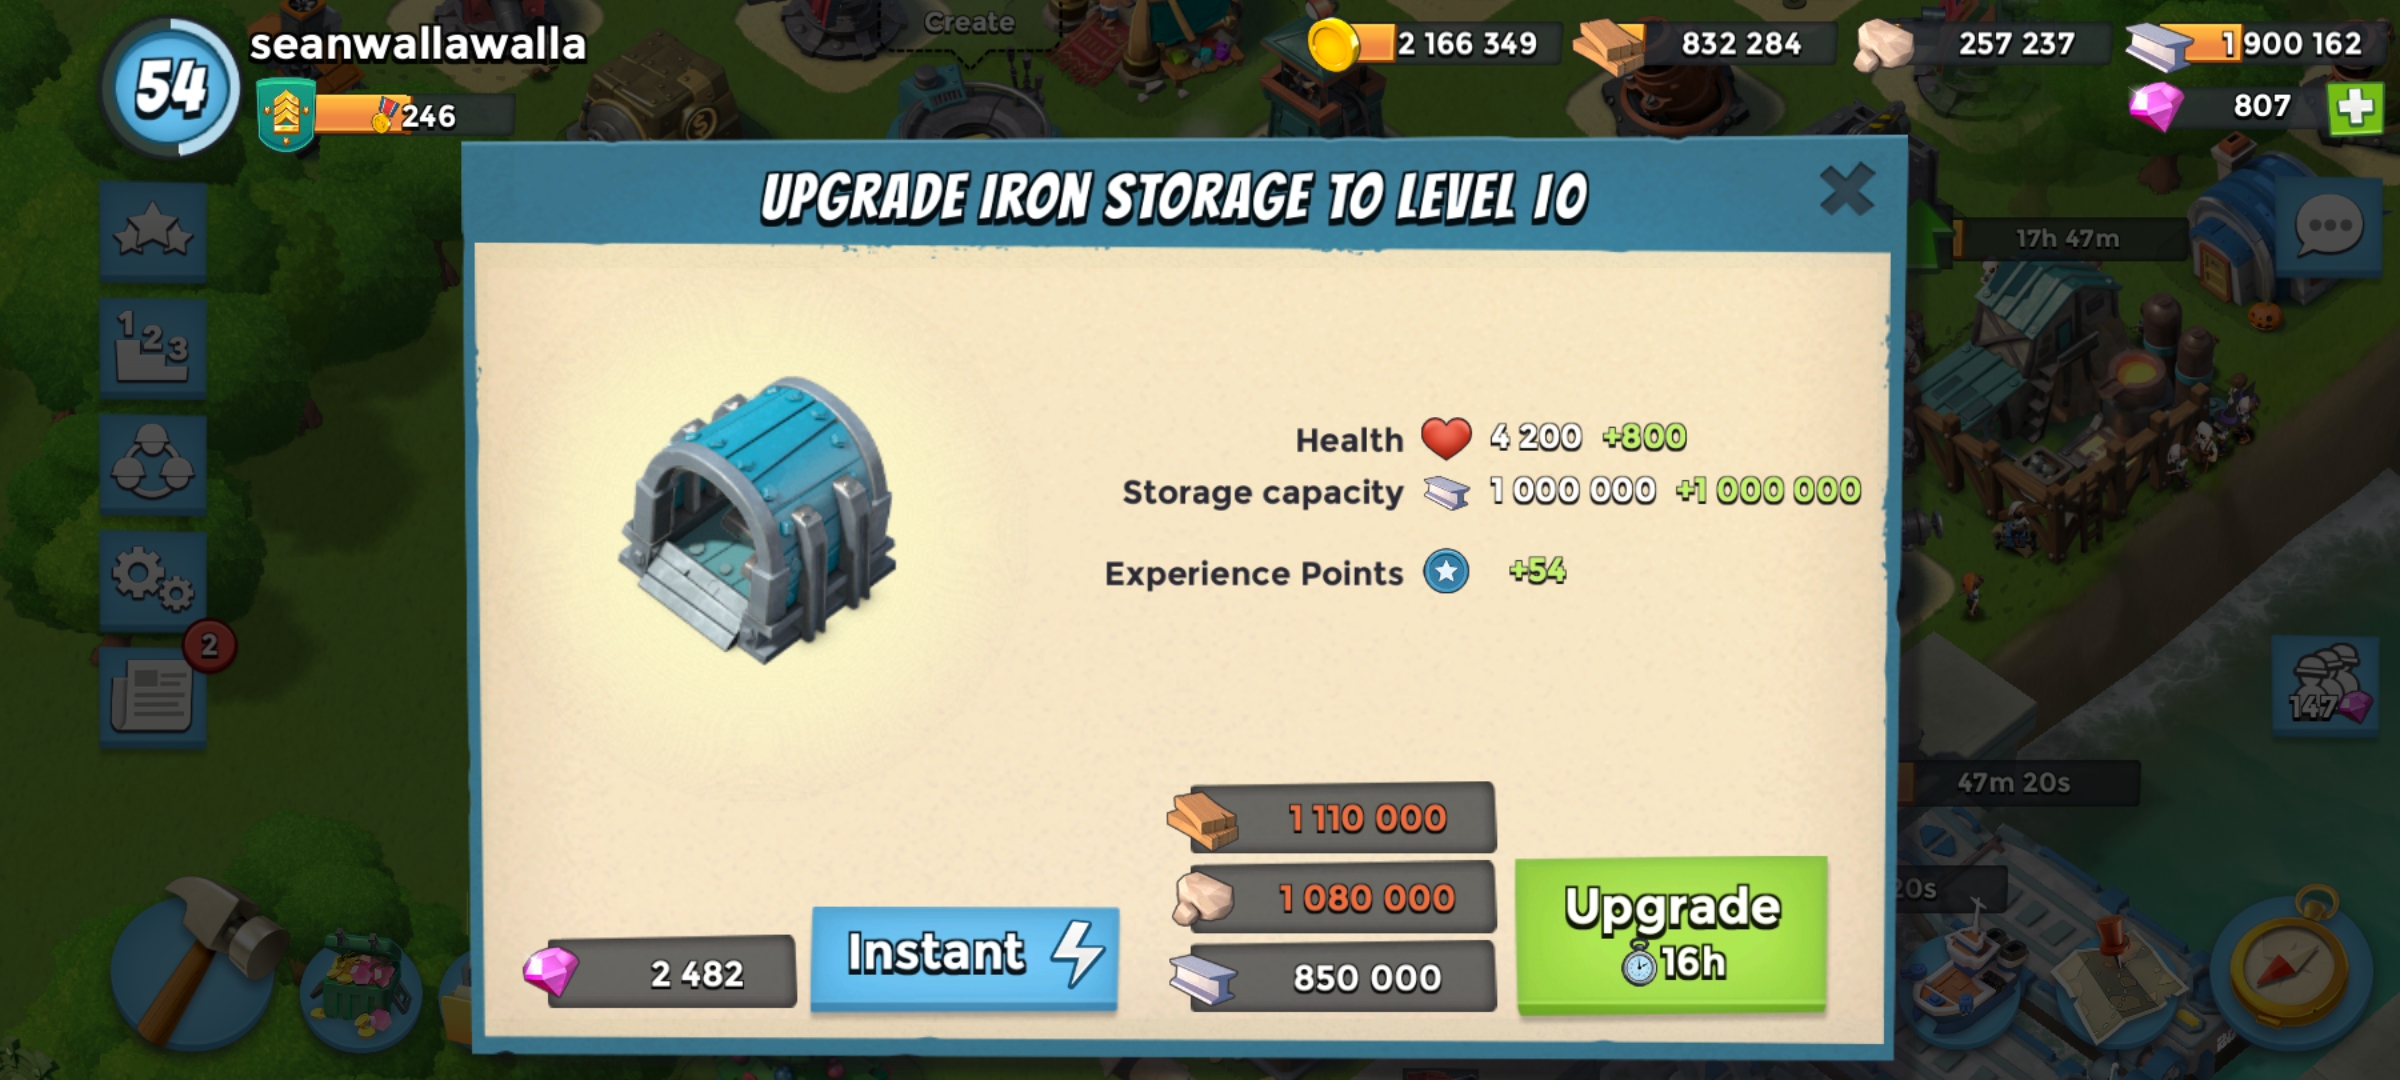 54
seanwallawalla
246
Create
2 166 349
832 284
257 237
1 900 162
807
UPGRADE IRON STORAGE TO LEVEL 10
17h 47m
1 2 3
Health 4 200 +800
Storage capacity 1 000 000 +1 000 000
Experience Points +54
2
147
47m 20s
20s
1 110 000
1 080 000
850 000
2 482
Instant
Upgrade
16h